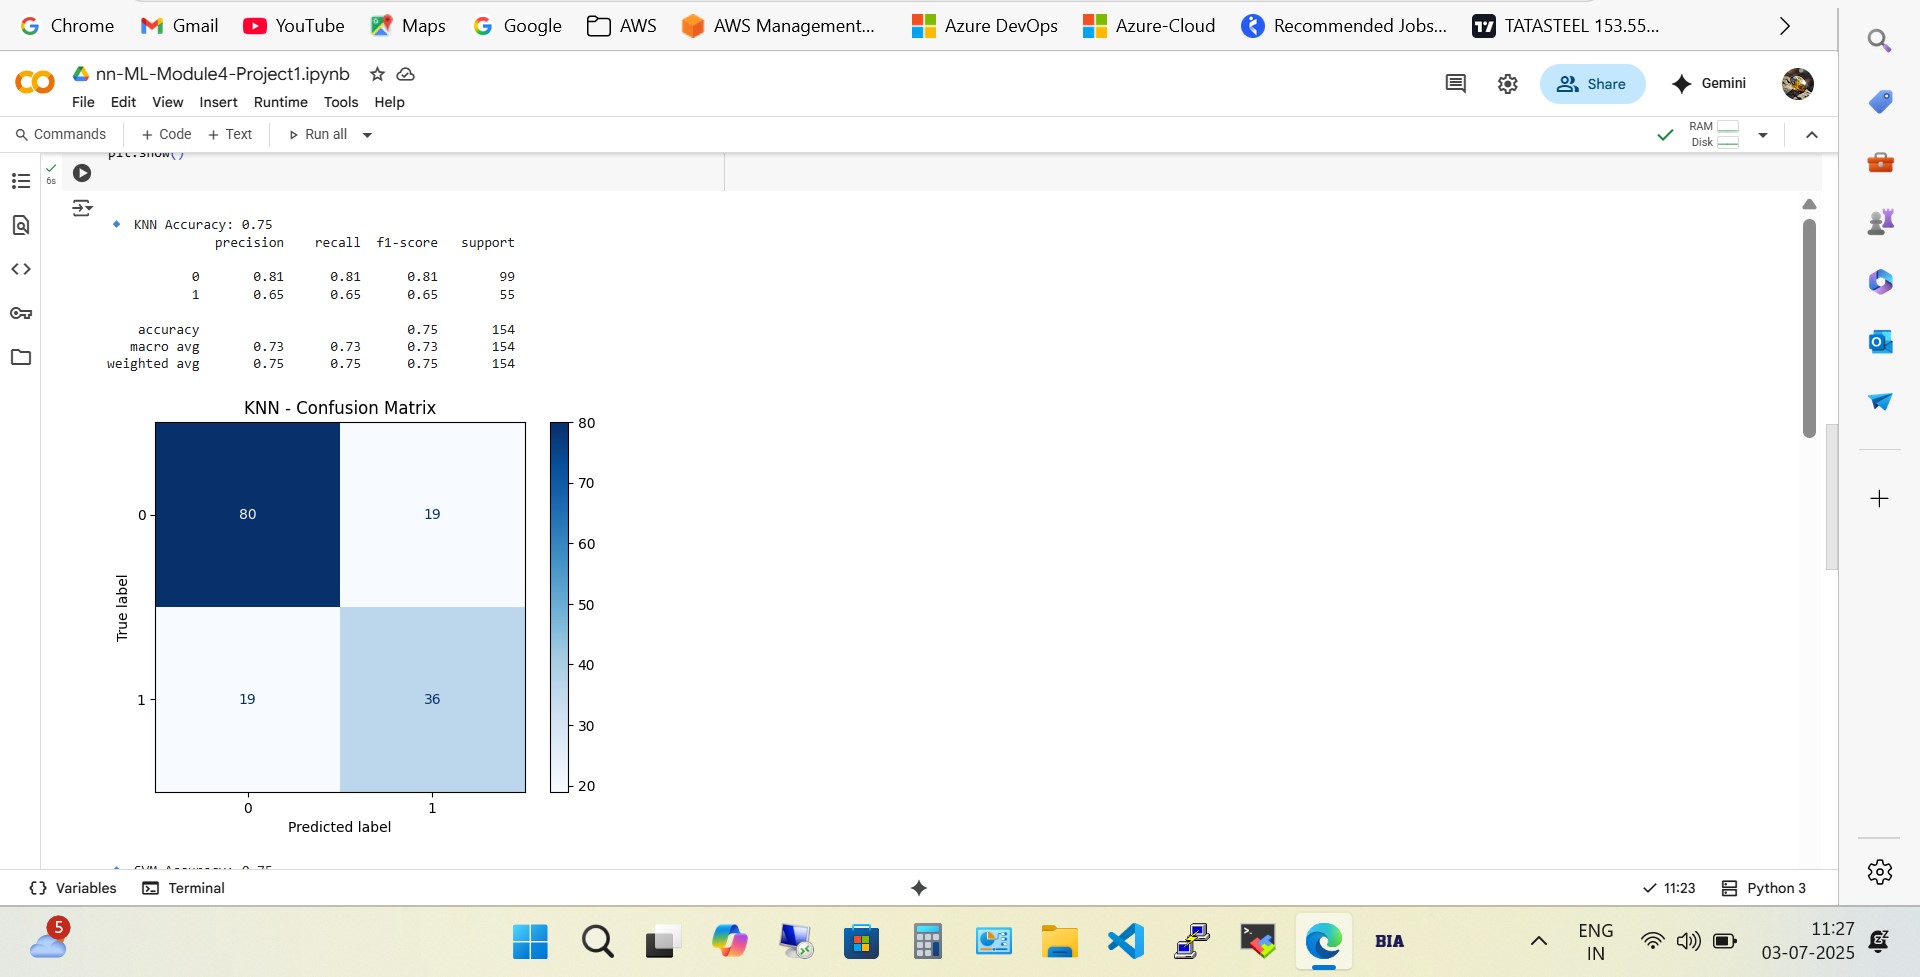 Chrome Gmail YouTube Maps Google AWS AWS Management... Azure DevOps Azure-Cloud Recommended Jobs... TATASTEEL 153.55...
nn-ML-Module4-Project1.ipynb
Share Gemini
File Edit View Insert Runtime Tools Help
Commands + Code + Text Run all
RAM
Disk
plt.show()
6s
KNN Accuracy: 0.75
precision recall f1-score support
0 0.81 0.81 0.81 99
1 0.65 0.65 0.65 55
accuracy 0.75 154
macro avg 0.73 0.73 0.73 154
weighted avg 0.75 0.75 0.75 154
KNN - Confusion Matrix
80
70
60
50
40
30
20
0
1
True label
80 19
19 36
0 1
Predicted label
SVM Accuracy: 0.75
Variables Terminal
11:23 Python 3
5
BIA
ENG
IN
11:27
03-07-2025